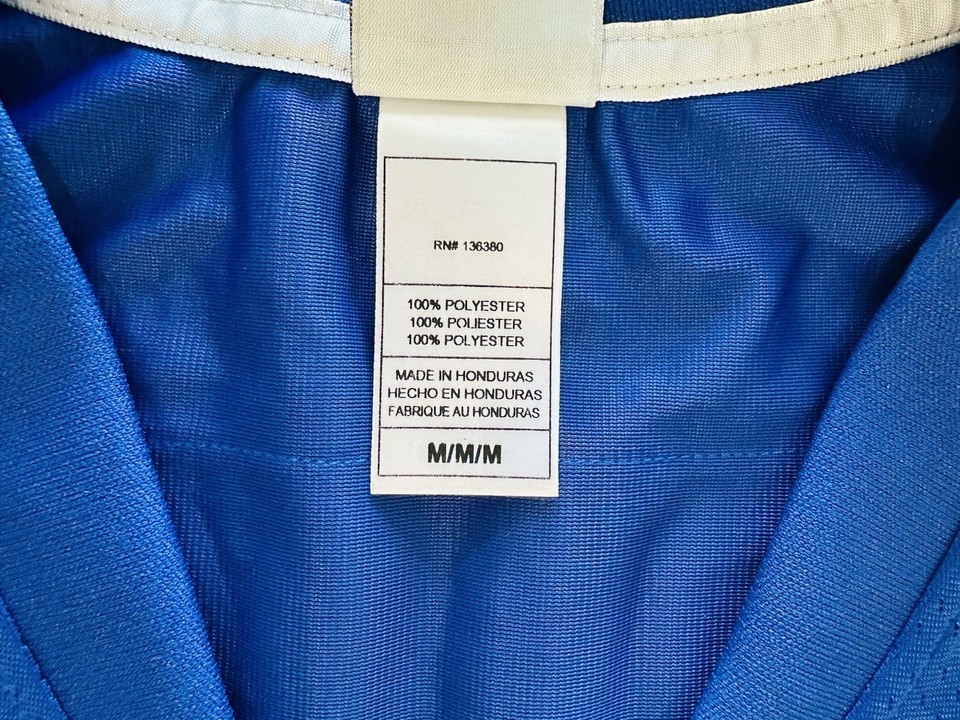 RN# 136380
100% POLYESTER
100% POLIESTER
100% POLYESTER
MADE IN HONDURAS
HECHO EN HONDURAS
FABRIQUE AU HONDURAS
M/M/M